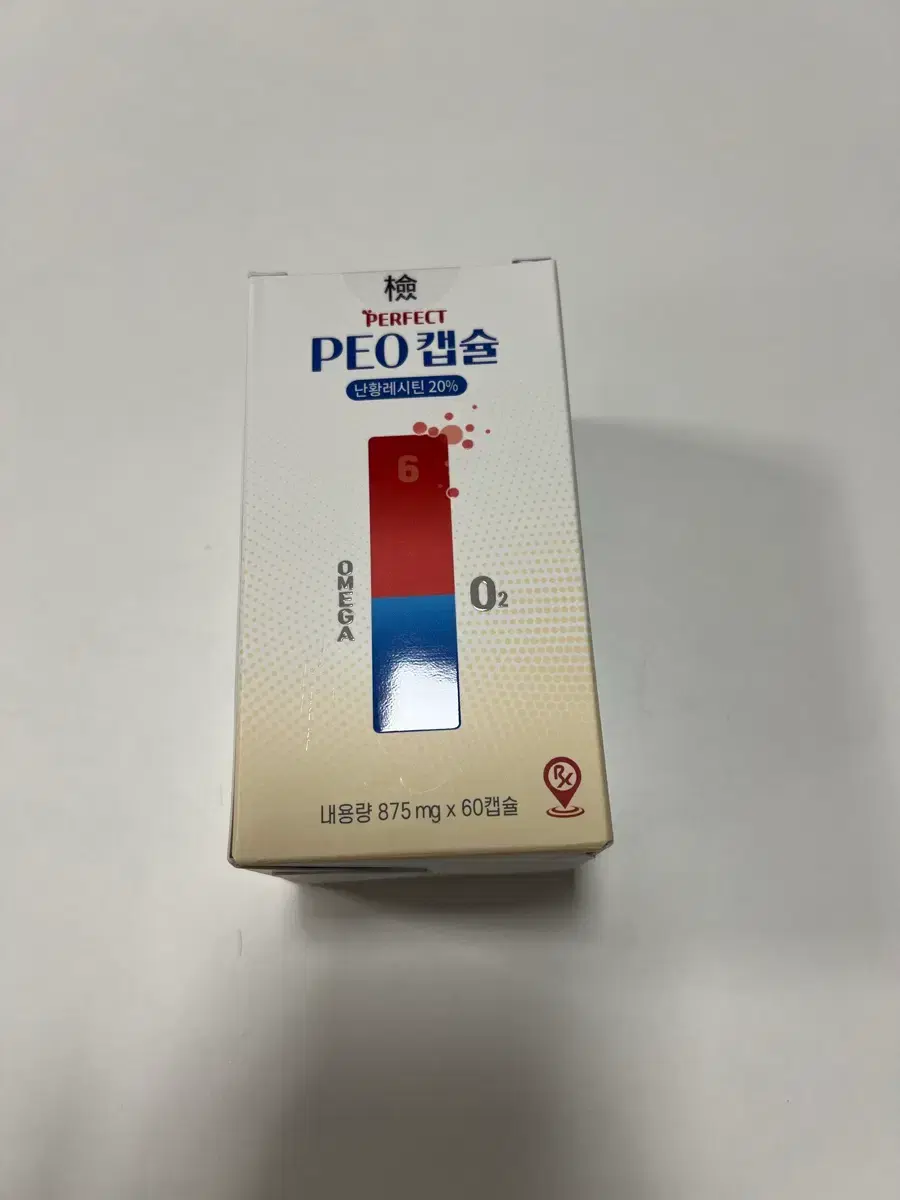 檢
PERFECT
PEO 캡슐
난황레시틴 20%
6
OMEGA
O2
내용량 875 mg x 60캡슐
Rx